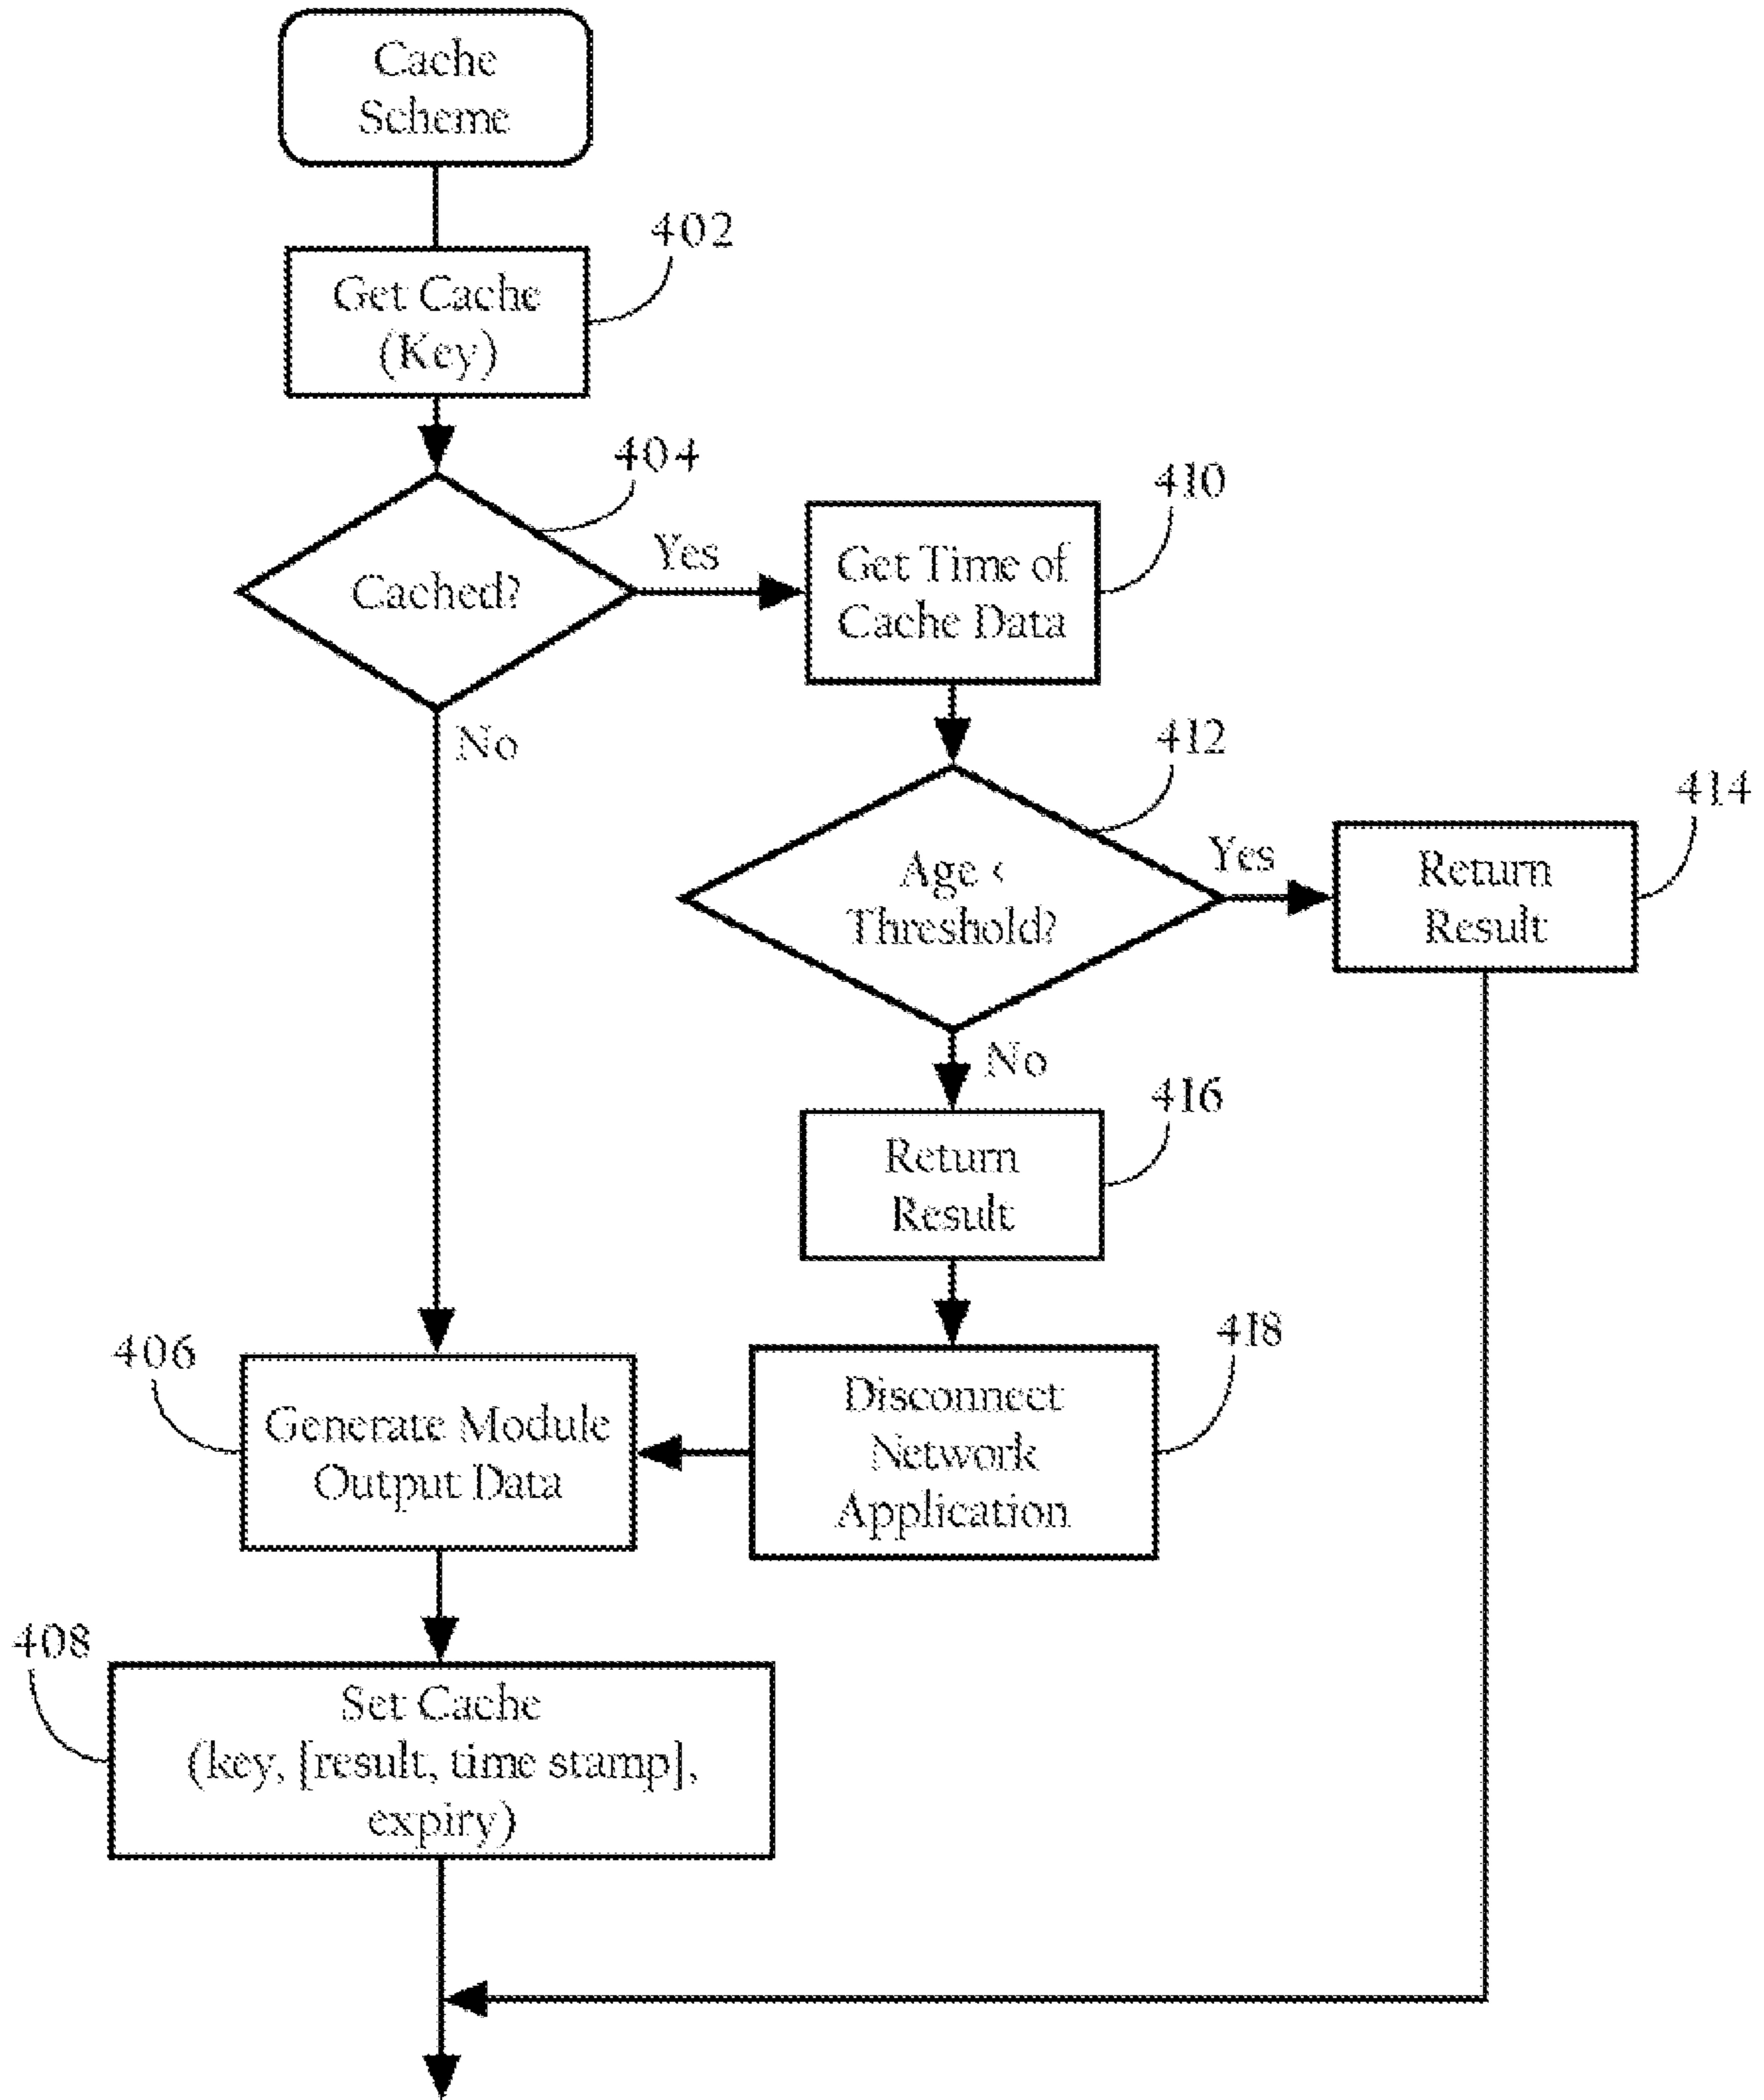 Cache
Scheme
402
Get Cache
(Key)
404
Cached?
Yes
No
410
Get Time of
Cache Data
412
Age <
Threshold?
Yes
No
414
Return
Result
416
Return
Result
418
Disconnect
Network
Application
406
Generate Module
Output Data
408
Set Cache
(key, [result, time stamp],
expiry)